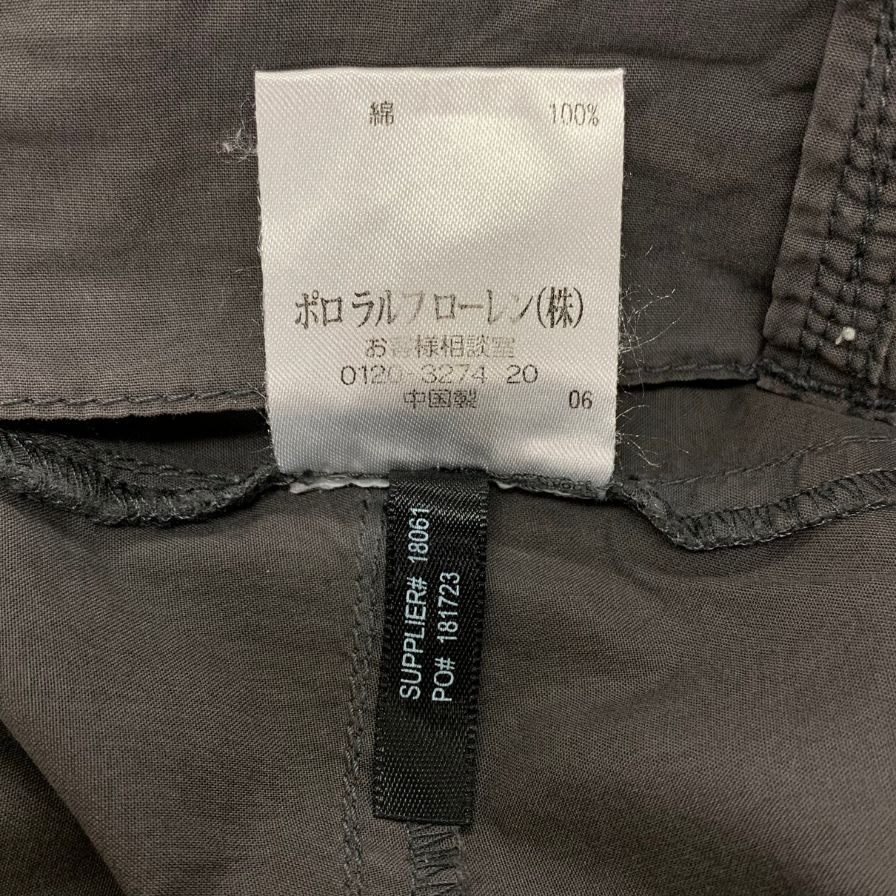 綿 100%
ポロ ラルフ ローレン(株)
お客様相談室
0120-3274 20
中国製 06
SUPPLIER# 18061
PO# 181723